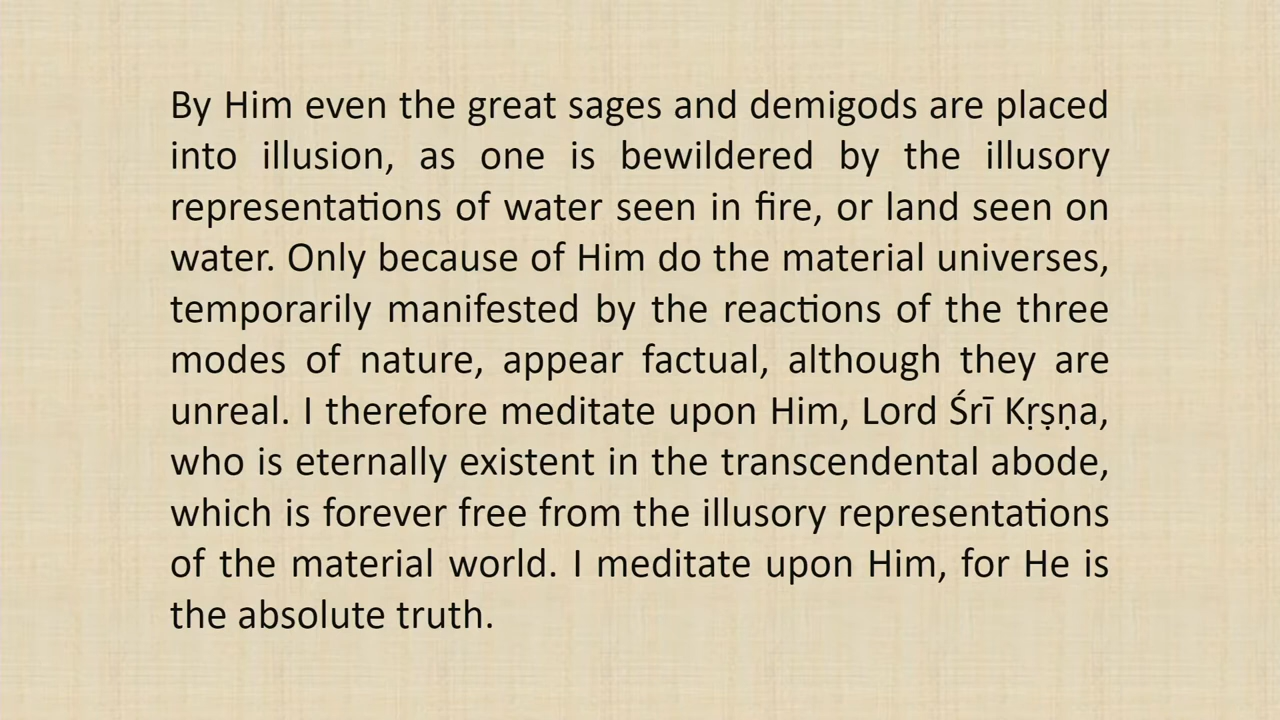 By Him even the great sages and demigods are placed
into illusion, as one is bewildered by the illusory
representations of water seen in fire, or land seen on
water. Only because of Him do the material universes,
temporarily manifested by the reactions of the three
modes of nature, appear factual, although they are
unreal. I therefore meditate upon Him, Lord Śrī Kṛṣṇa,
who is eternally existent in the transcendental abode,
which is forever free from the illusory representations
of the material world. I meditate upon Him, for He is
the absolute truth.